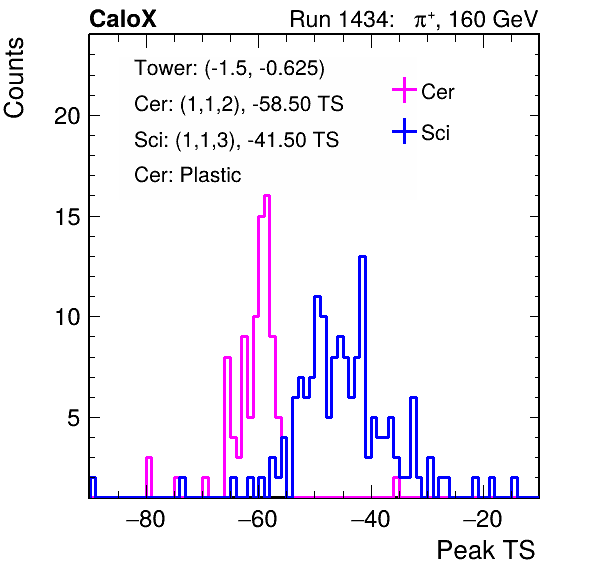 CaloX Run 1434: π⁺, 160 GeV
Counts
Tower: (-1.5, -0.625)
Cer: (1,1,2), -58.50 TS
Sci: (1,1,3), -41.50 TS
Cer: Plastic
Cer
Sci
20
15
10
5
−80 −60 −40 −20
Peak TS